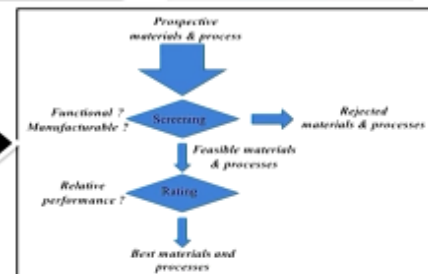 Prospective
materials & process
Functional ?
Manufacturable ?
Screening
Rejected
materials & processes
Feasible materials
& processes
Relative
performance ?
Rating
Best materials and
processes